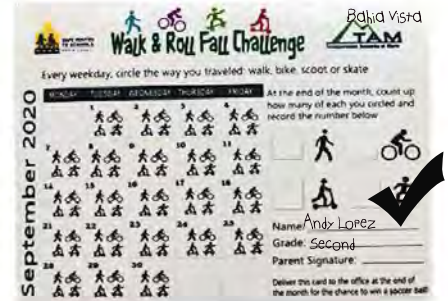 Bahia Vista
SAFE ROUTES TO SCHOOLS
TAM
Walk & Roll Fall Challenge
Every weekday, circle the way you traveled: walk, bike, scoot or skate
September 2020
MONDAY TUESDAY WEDNESDAY THURSDAY FRIDAY
1 2 3 4
7 8 9 10 11
14 15 16 17 18
21 22 23 24 25
28 29 30
At the end of the month, count up
how many of each you circled and
record the number below
Name: Andy Lopez
Grade: Second
Parent Signature:
Deliver this card to the office at the end of
the month for the chance to win a soccer ball!